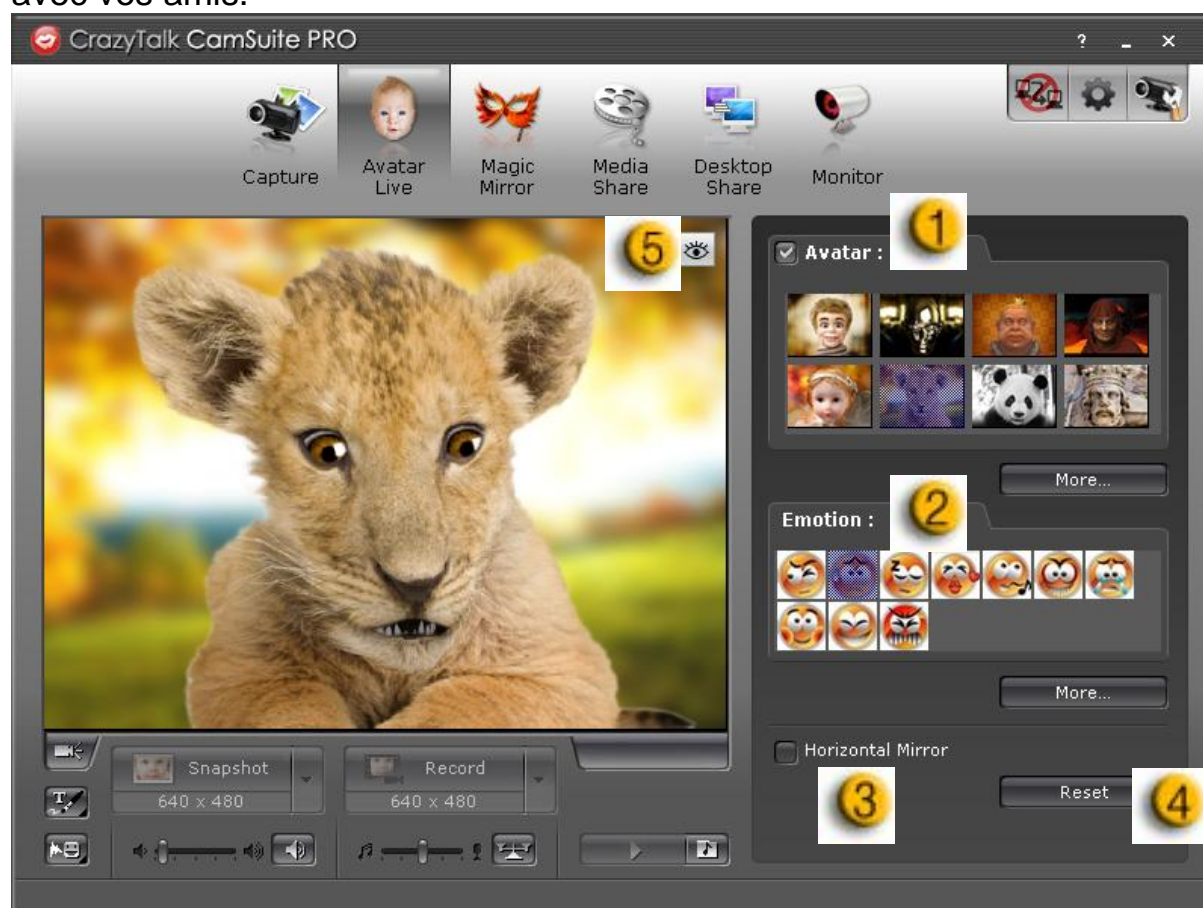 avec vos amis.
CrazyTalk CamSuite PRO
? - ×
Capture
Avatar Live
Magic Mirror
Media Share
Desktop Share
Monitor
5
1
Avatar :
More...
2
Emotion :
More...
Horizontal Mirror
3
Reset
4
Snapshot
640 x 480
Record
640 x 480